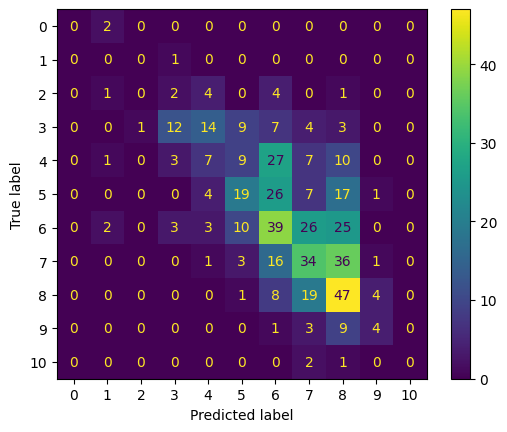 0 0 2 0 0 0 0 0 0 0 0 0
1 0 0 0 1 0 0 0 0 0 0 0
2 0 1 0 2 4 0 4 0 1 0 0
3 0 0 1 12 14 9 7 4 3 0 0
4 0 1 0 3 7 9 27 7 10 0 0
5 0 0 0 0 4 19 26 7 17 1 0
6 0 2 0 3 3 10 39 26 25 0 0
7 0 0 0 0 1 3 16 34 36 1 0
8 0 0 0 0 0 1 8 19 47 4 0
9 0 0 0 0 0 0 1 3 9 4 0
10 0 0 0 0 0 0 0 2 1 0 0
0 1 2 3 4 5 6 7 8 9 10
True label
Predicted label
40
30
20
10
0